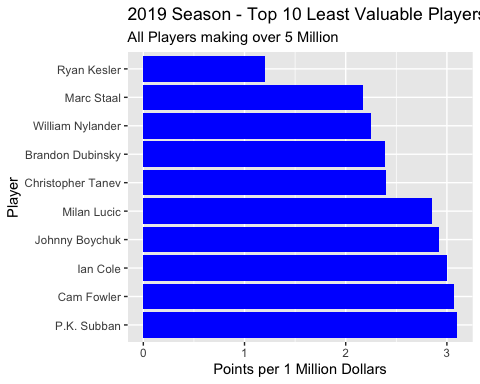 2019 Season - Top 10 Least Valuable Players
All Players making over 5 Million
Player
Ryan Kesler
Marc Staal
William Nylander
Brandon Dubinsky
Christopher Tanev
Milan Lucic
Johnny Boychuk
Ian Cole
Cam Fowler
P.K. Subban
0 1 2 3
Points per 1 Million Dollars